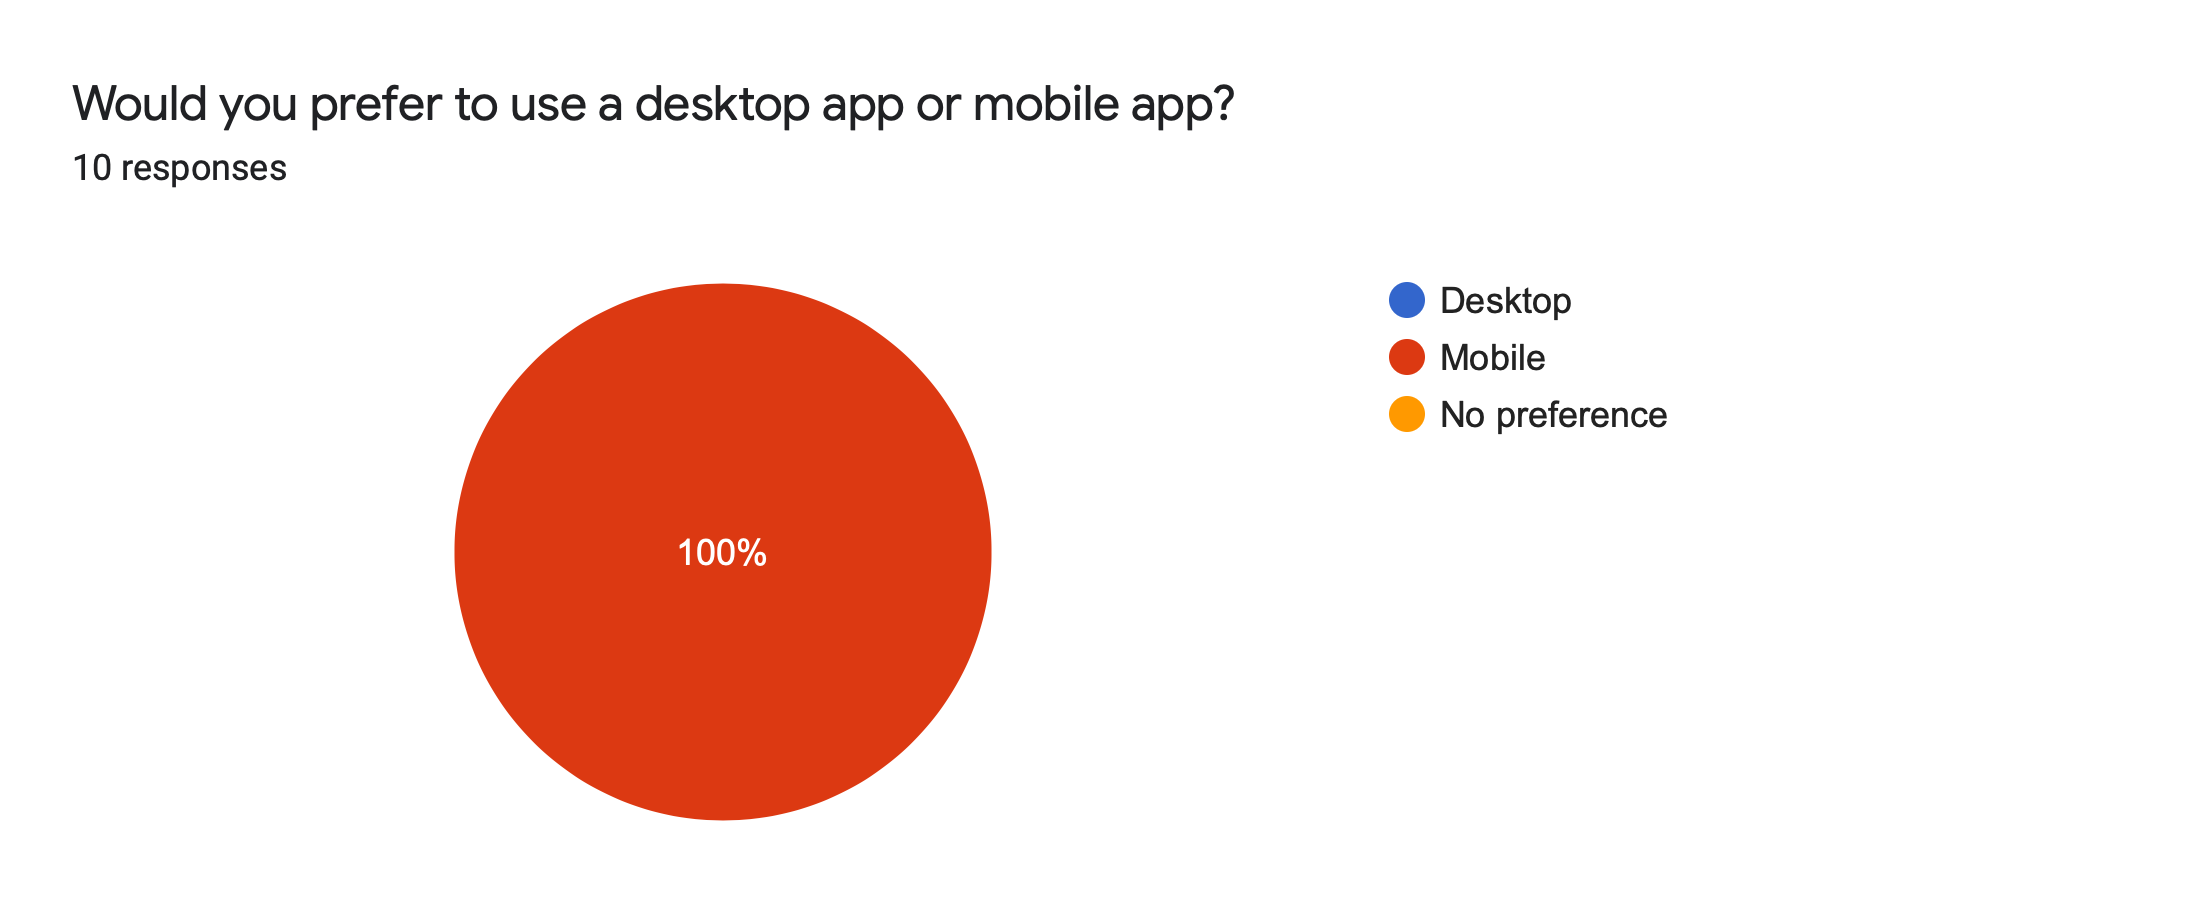 Would you prefer to use a desktop app or mobile app?
10 responses
100%
Desktop
Mobile
No preference